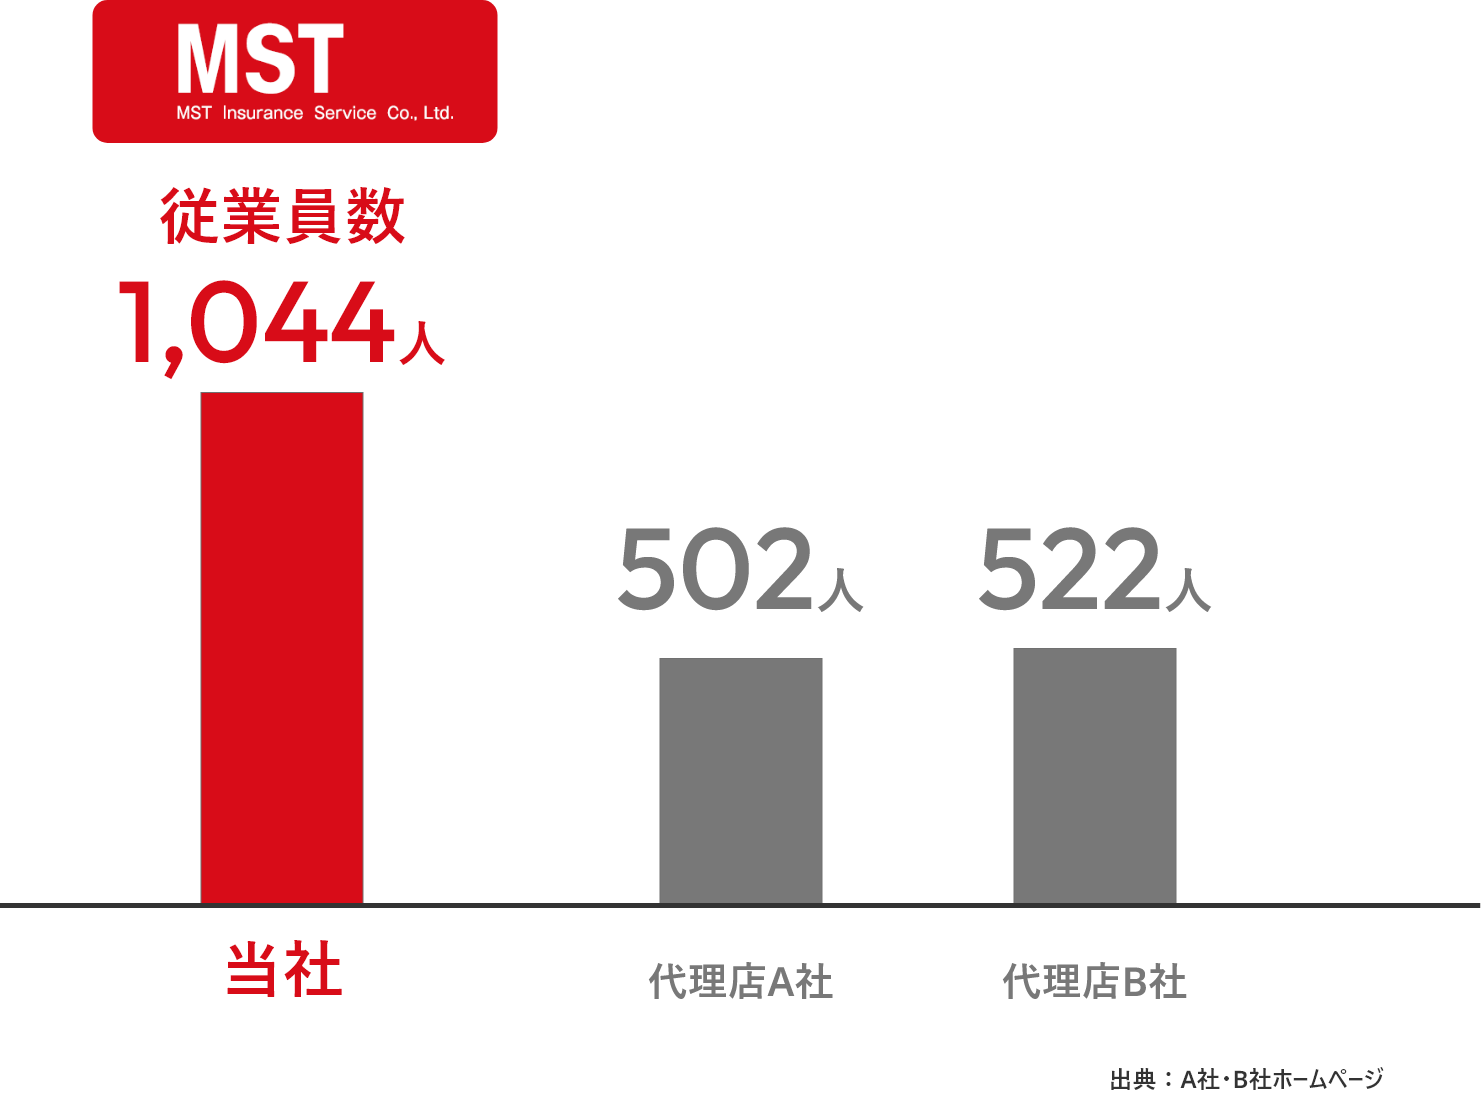 MST
MST Insurance Service Co., Ltd.
従業員数
1,044人
502人
522人
当社
代理店A社
代理店B社
出典：A社・B社ホームページ